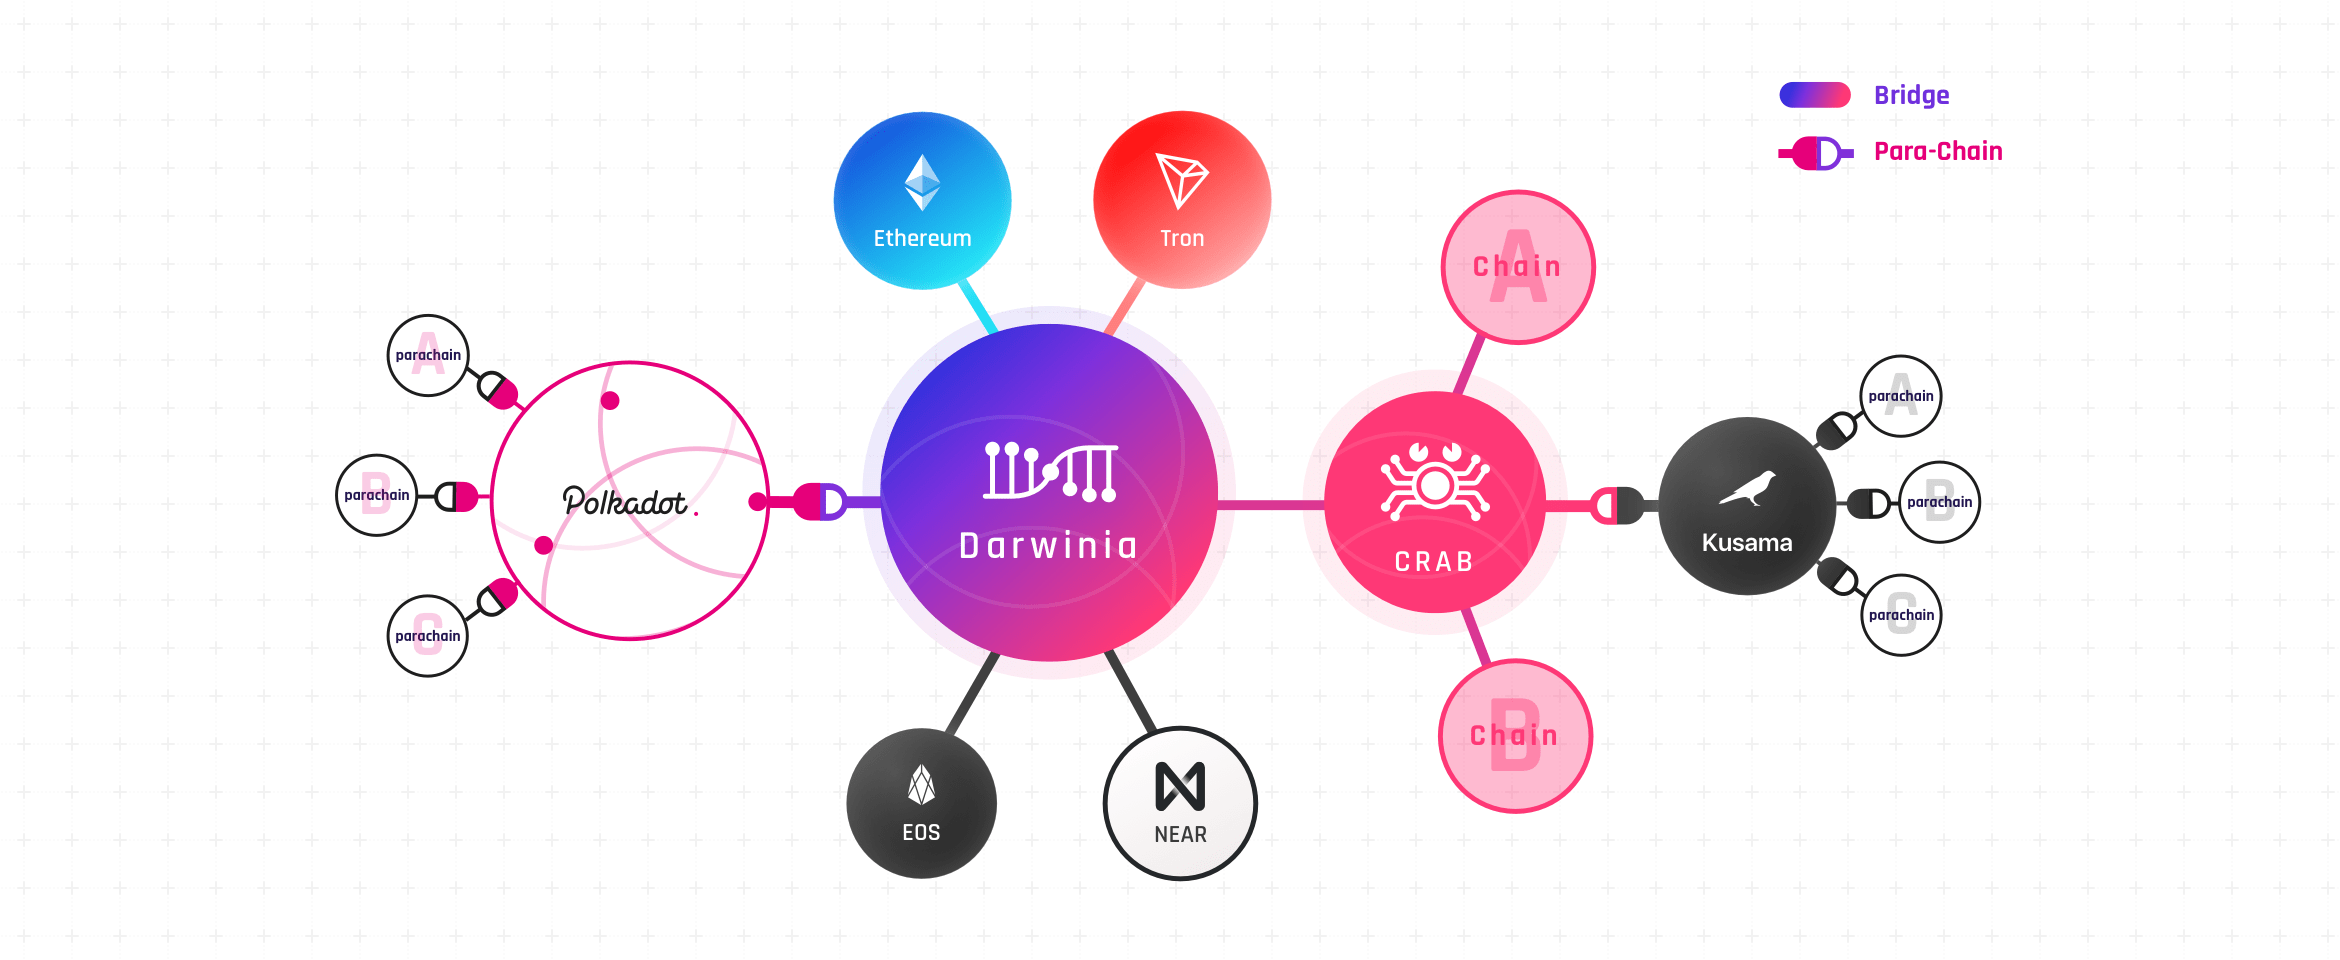 Bridge
Para-Chain
Ethereum
Tron
A
Chain
A
parachain
B
parachain
C
parachain
Polkadot.
Darwinia
CRAB
Kusama
A
parachain
B
parachain
C
parachain
B
Chain
EOS
NEAR